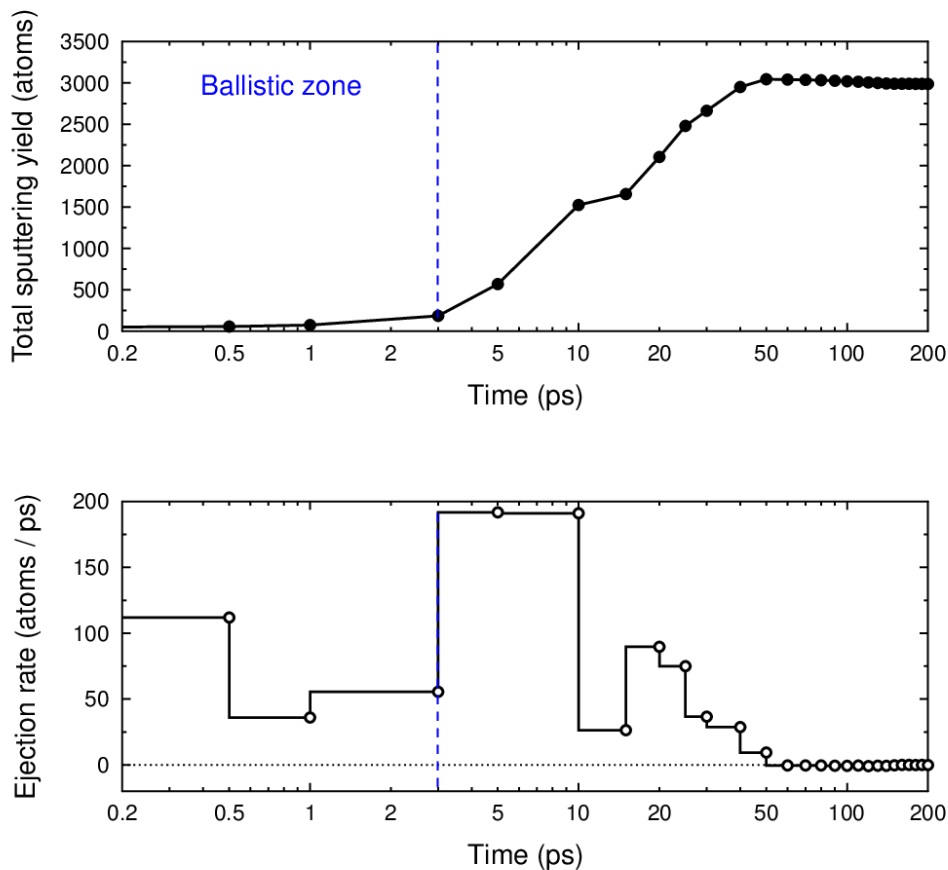 Total sputtering yield (atoms)
3500
3000
2500
2000
1500
1000
500
0
Ballistic zone
0.2 0.5 1 2 5 10 20 50 100 200
Time (ps)
Ejection rate (atoms / ps)
200
150
100
50
0
0.2 0.5 1 2 5 10 20 50 100 200
Time (ps)